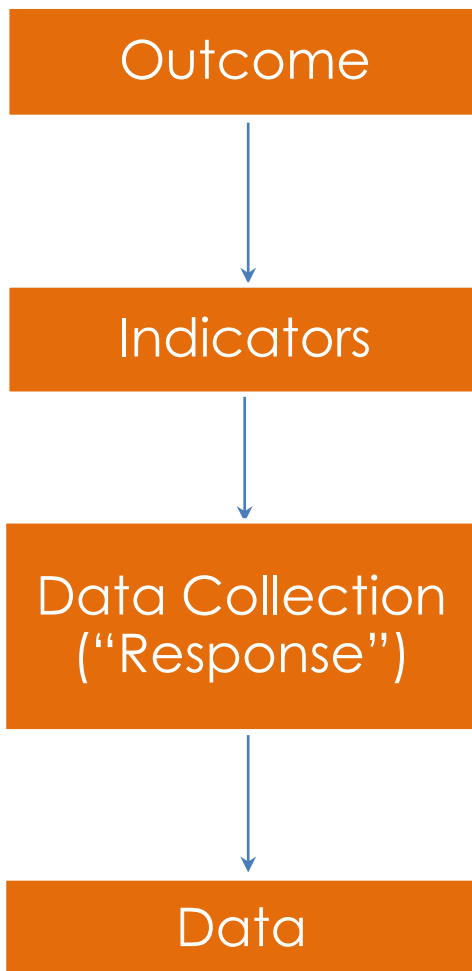 Outcome
Indicators
Data Collection
(“Response”)
Data